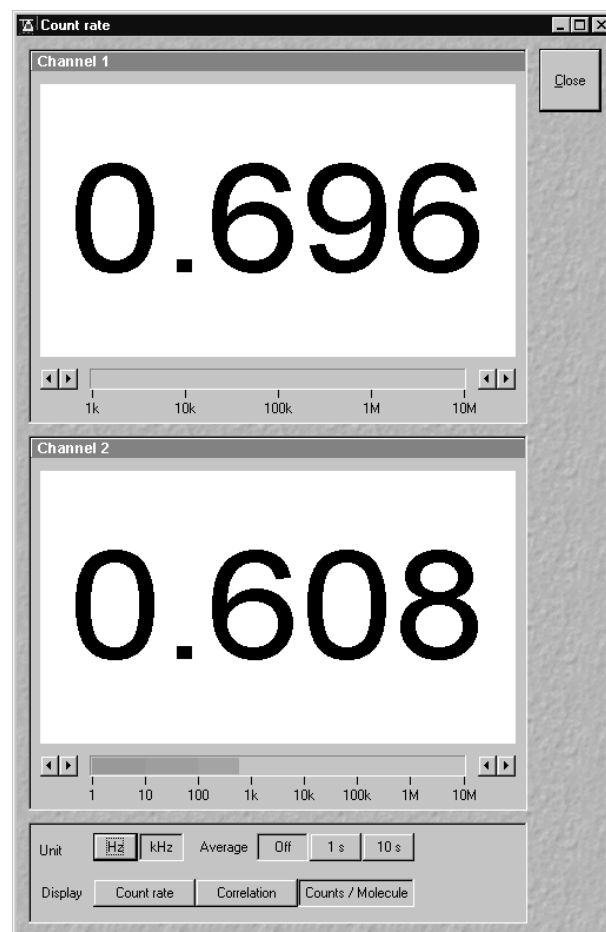 Count rate
Channel 1
Close
0.696
1k 10k 100k 1M 10M
Channel 2
0.608
1 10 100 1k 10k 100k 1M 10M
Unit Hz kHz Average Off 1 s 10 s
Display Count rate Correlation Counts / Molecule